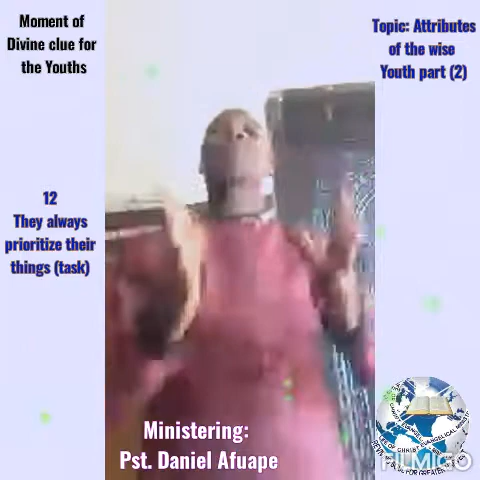 Moment of
Divine clue for
the Youths
Topic: Attributes
of the wise
Youth part (2)
12
They always
prioritize their
things (task)
Ministering:
Pst. Daniel Afuape
FILMIGO